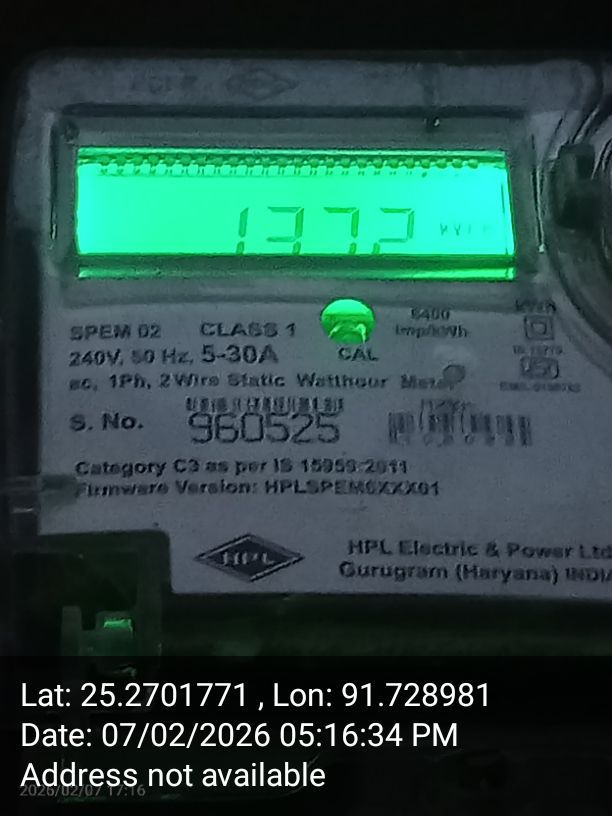 1372 kWh
SPEM 02 CLASS 1 6400 imp/kWh
240V, 50 Hz, 5-30A CAL
ac, 1Ph, 2Wire Static Watthour Meter
S. No. 960525
Category C3 as per IS 15959:2011
Firmware Version: HPLSPEM6XXX01
HPL HPL Electric & Power Ltd
Gurugram (Haryana) INDIA
Lat: 25.2701771 , Lon: 91.728981
Date: 07/02/2026 05:16:34 PM
Address not available
2026/02/07 17:16